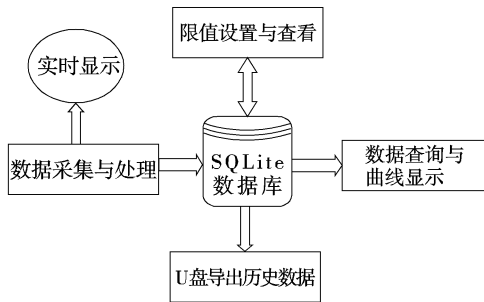 限值设置与查看
实时显示
数据采集与处理
SQLite
数据库
数据查询与
曲线显示
U盘导出历史数据